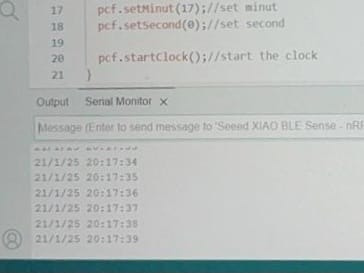 17 pcf.setMinut(17);//set minut
18 pcf.setSecond(0);//set second
19
20 pcf.startClock();//start the clock
21 }
Output Serial Monitor ×
Message (Enter to send message to 'Seeed XIAO BLE Sense - nRF
21/1/25 20:17:34
21/1/25 20:17:35
21/1/25 20:17:36
21/1/25 20:17:37
21/1/25 20:17:38
21/1/25 20:17:39